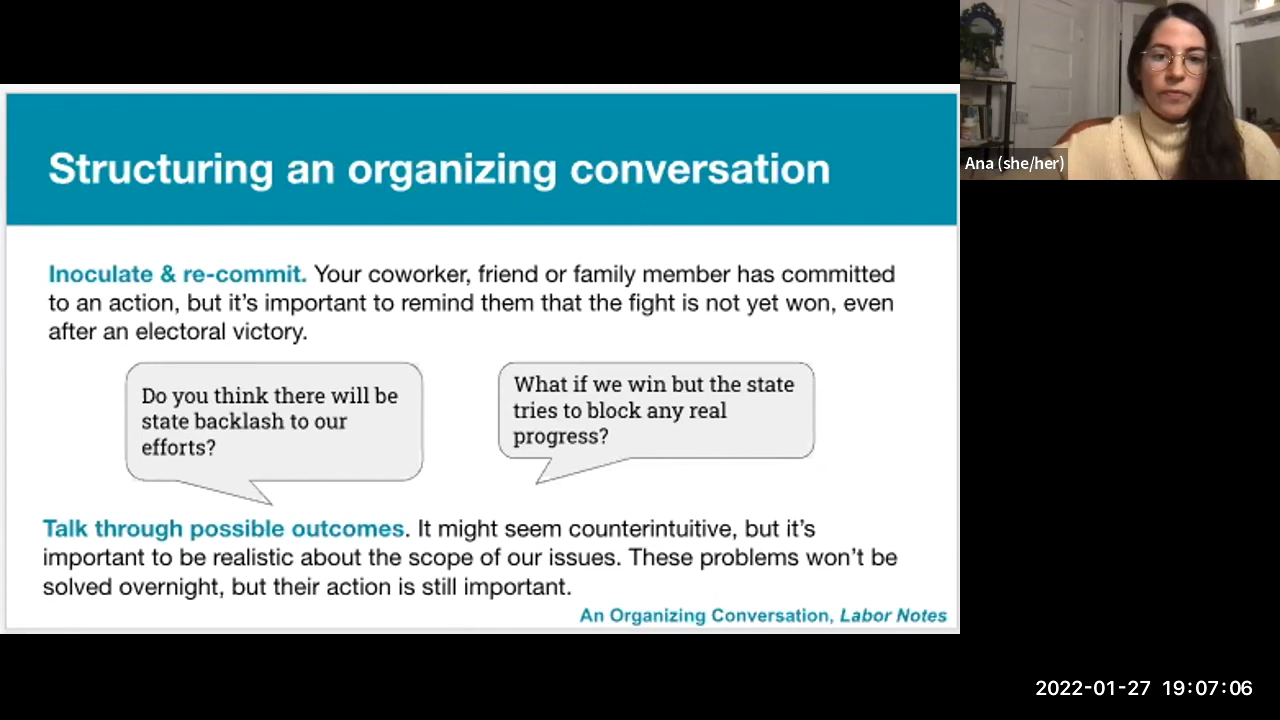 Structuring an organizing conversation
Inoculate & re-commit. Your coworker, friend or family member has committed
to an action, but it’s important to remind them that the fight is not yet won, even
after an electoral victory.
Do you think there will be
state backlash to our
efforts?
What if we win but the state
tries to block any real
progress?
Talk through possible outcomes. It might seem counterintuitive, but it’s
important to be realistic about the scope of our issues. These problems won’t be
solved overnight, but their action is still important.
An Organizing Conversation, Labor Notes
Ana (she/her)
2022-01-27 19:07:06